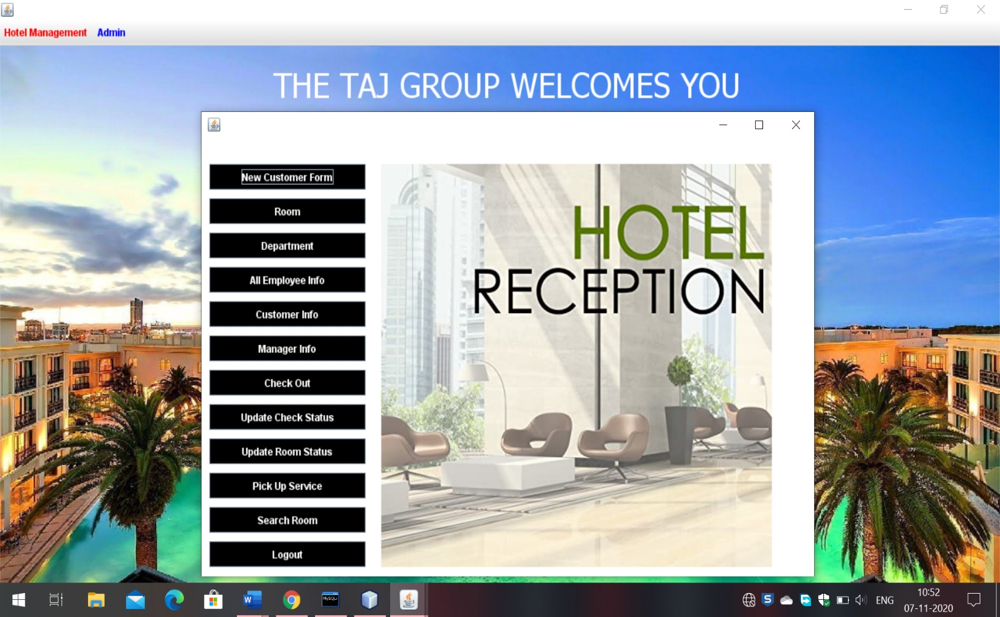 Hotel Management Admin
THE TAJ GROUP WELCOMES YOU
New Customer Form
Room
Department
All Employee Info
Customer Info
Manager Info
Check Out
Update Check Status
Update Room Status
Pick Up Service
Search Room
Logout
HOTEL
RECEPTION
W
MySQL
S
ENG
10:52
07-11-2020